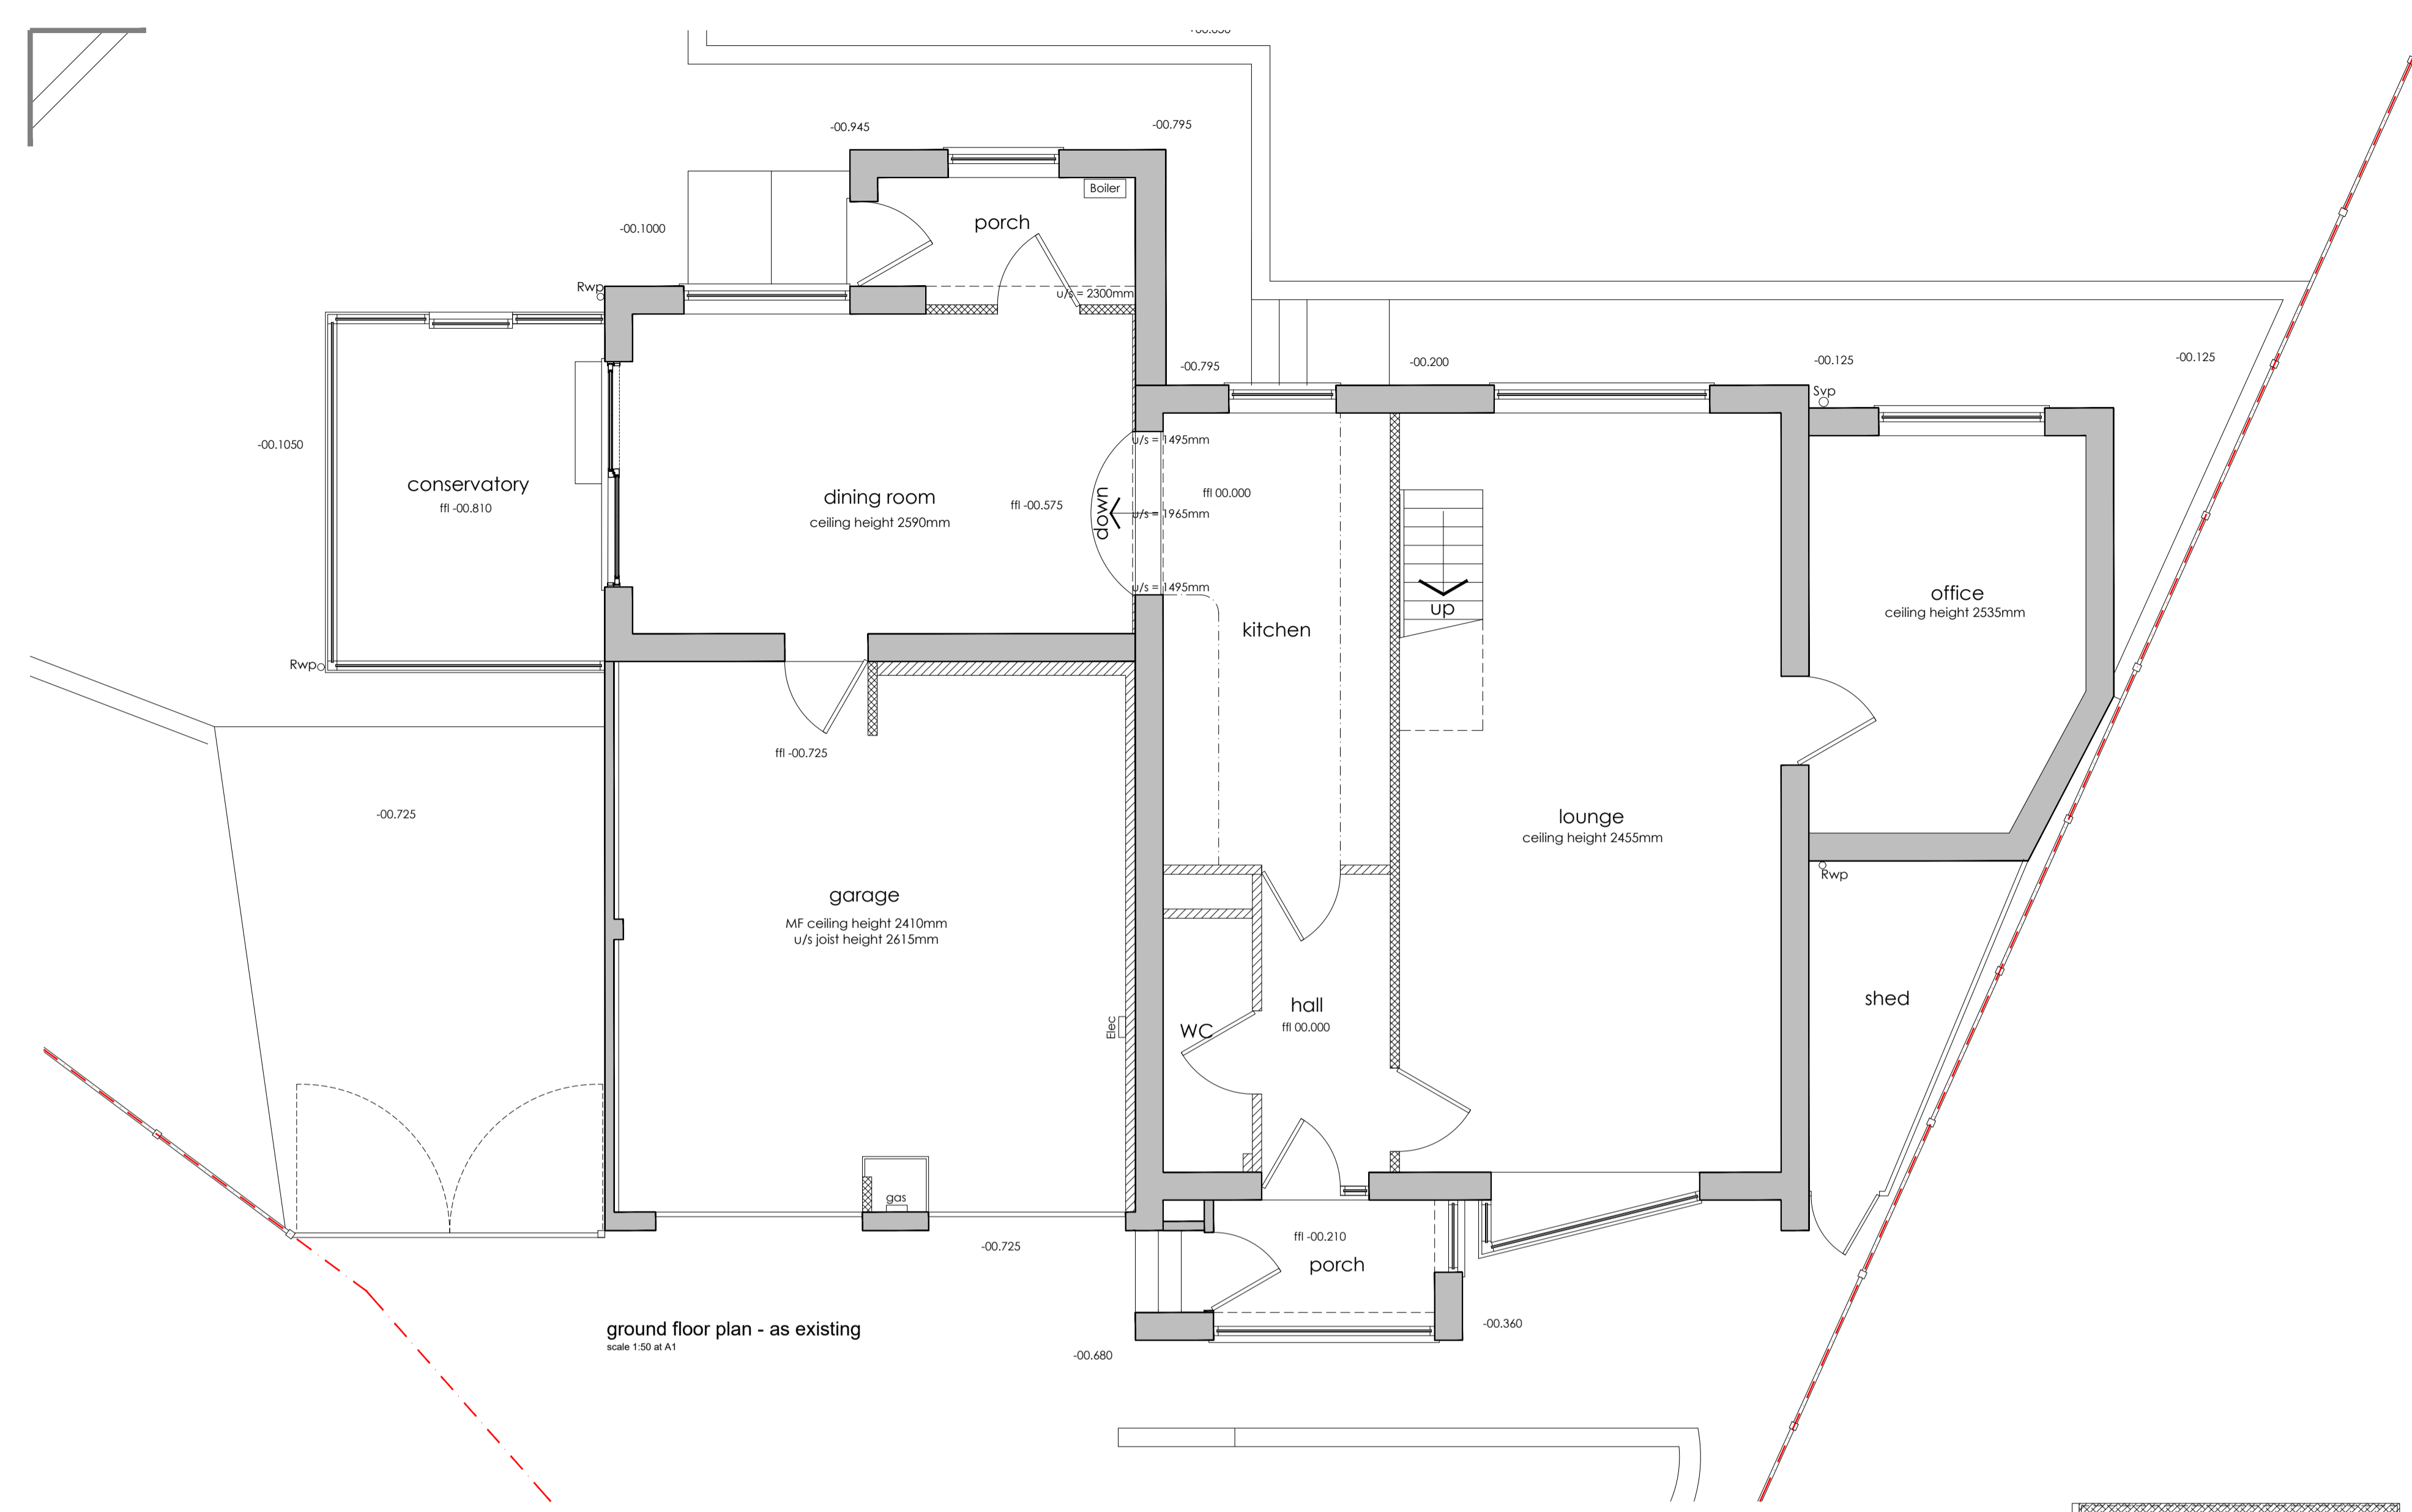 -00.945
-00.795
Boiler
porch
-00.1000
Rwp
u/s = 2300mm
-00.795
-00.200
-00.125
-00.125
Svp
-00.1050
u/s = 1495mm
conservatory
ffl -00.810
dining room
ceiling height 2590mm
ffl -00.575
down
ffl 00.000
u/s = 1965mm
u/s = 1495mm
up
kitchen
office
ceiling height 2535mm
Rwp
ffl -00.725
-00.725
lounge
ceiling height 2455mm
garage
MF ceiling height 2410mm
u/s joist height 2615mm
Rwp
Elec
WC
hall
ffl 00.000
shed
gas
-00.725
ffl -00.210
porch
-00.360
ground floor plan - as existing
scale 1:50 at A1
-00.680